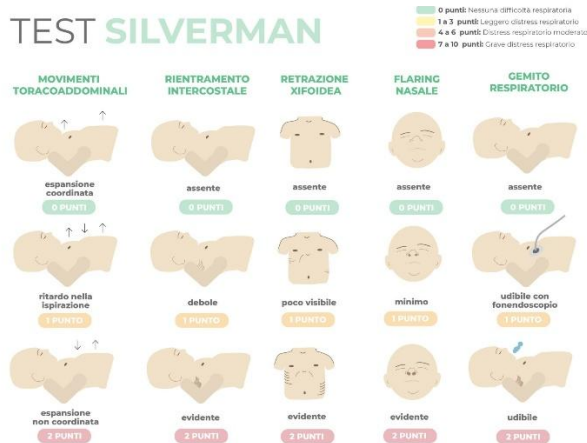 TEST SILVERMAN
0 punti: Nessuna difficoltà respiratoria
1 a 3 punti: Leggero distress respiratorio
4 a 6 punti: Distress respiratorio moderato
7 a 10 punti: Grave distress respiratorio
MOVIMENTI
TORACOADDOMINALI
RIENTRAMENTO
INTERCOSTALE
RETRAZIONE
XIFOIDEA
FLARING
NASALE
GEMITO
RESPIRATORIO
espansione
coordinata
assente
assente
assente
assente
0 PUNTI
0 PUNTI
0 PUNTI
0 PUNTI
0 PUNTI
ritardo nella
ispirazione
debole
poco visibile
minimo
udibile con
fonendoscopio
1 PUNTO
1 PUNTO
1 PUNTO
1 PUNTO
1 PUNTO
espansione
non coordinata
evidente
evidente
evidente
udibile
2 PUNTI
2 PUNTI
2 PUNTI
2 PUNTI
2 PUNTI